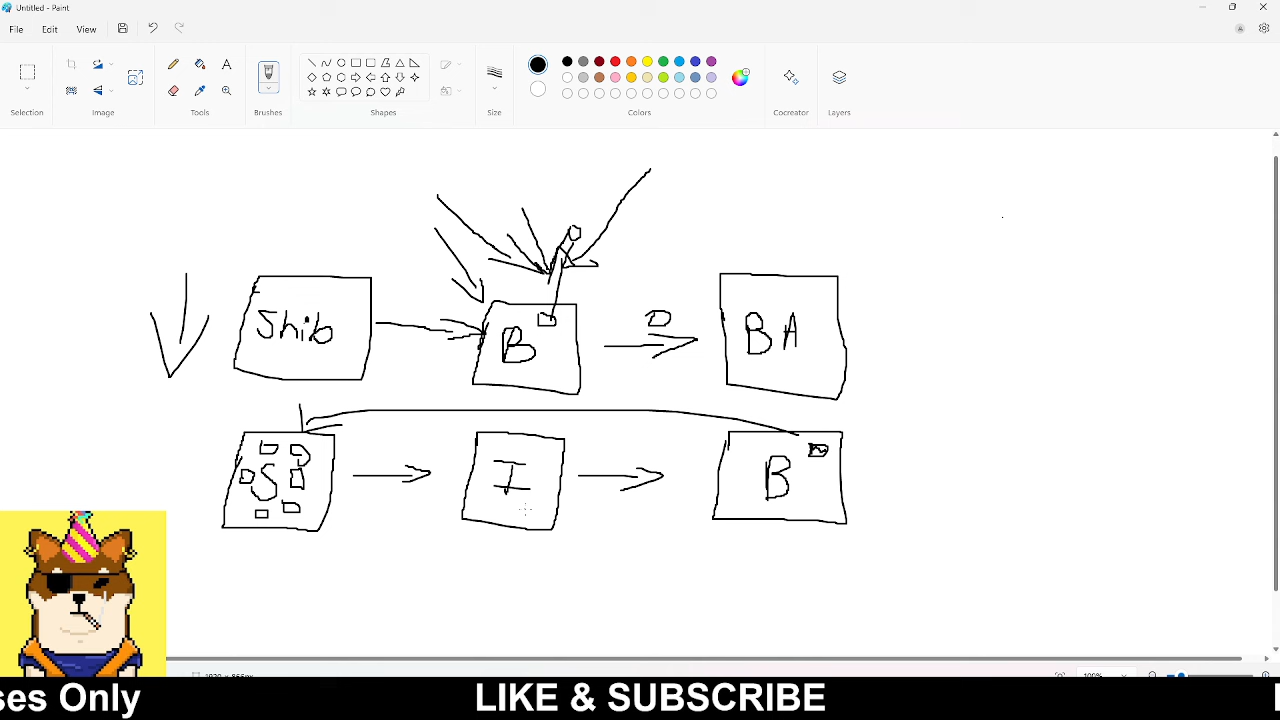 Untitled - Paint
File Edit View
Selection Image Tools Brushes Shapes Size Colors Cocreator Layers
Shib B D BA
S I B
100%
ses Only LIKE & SUBSCRIBE